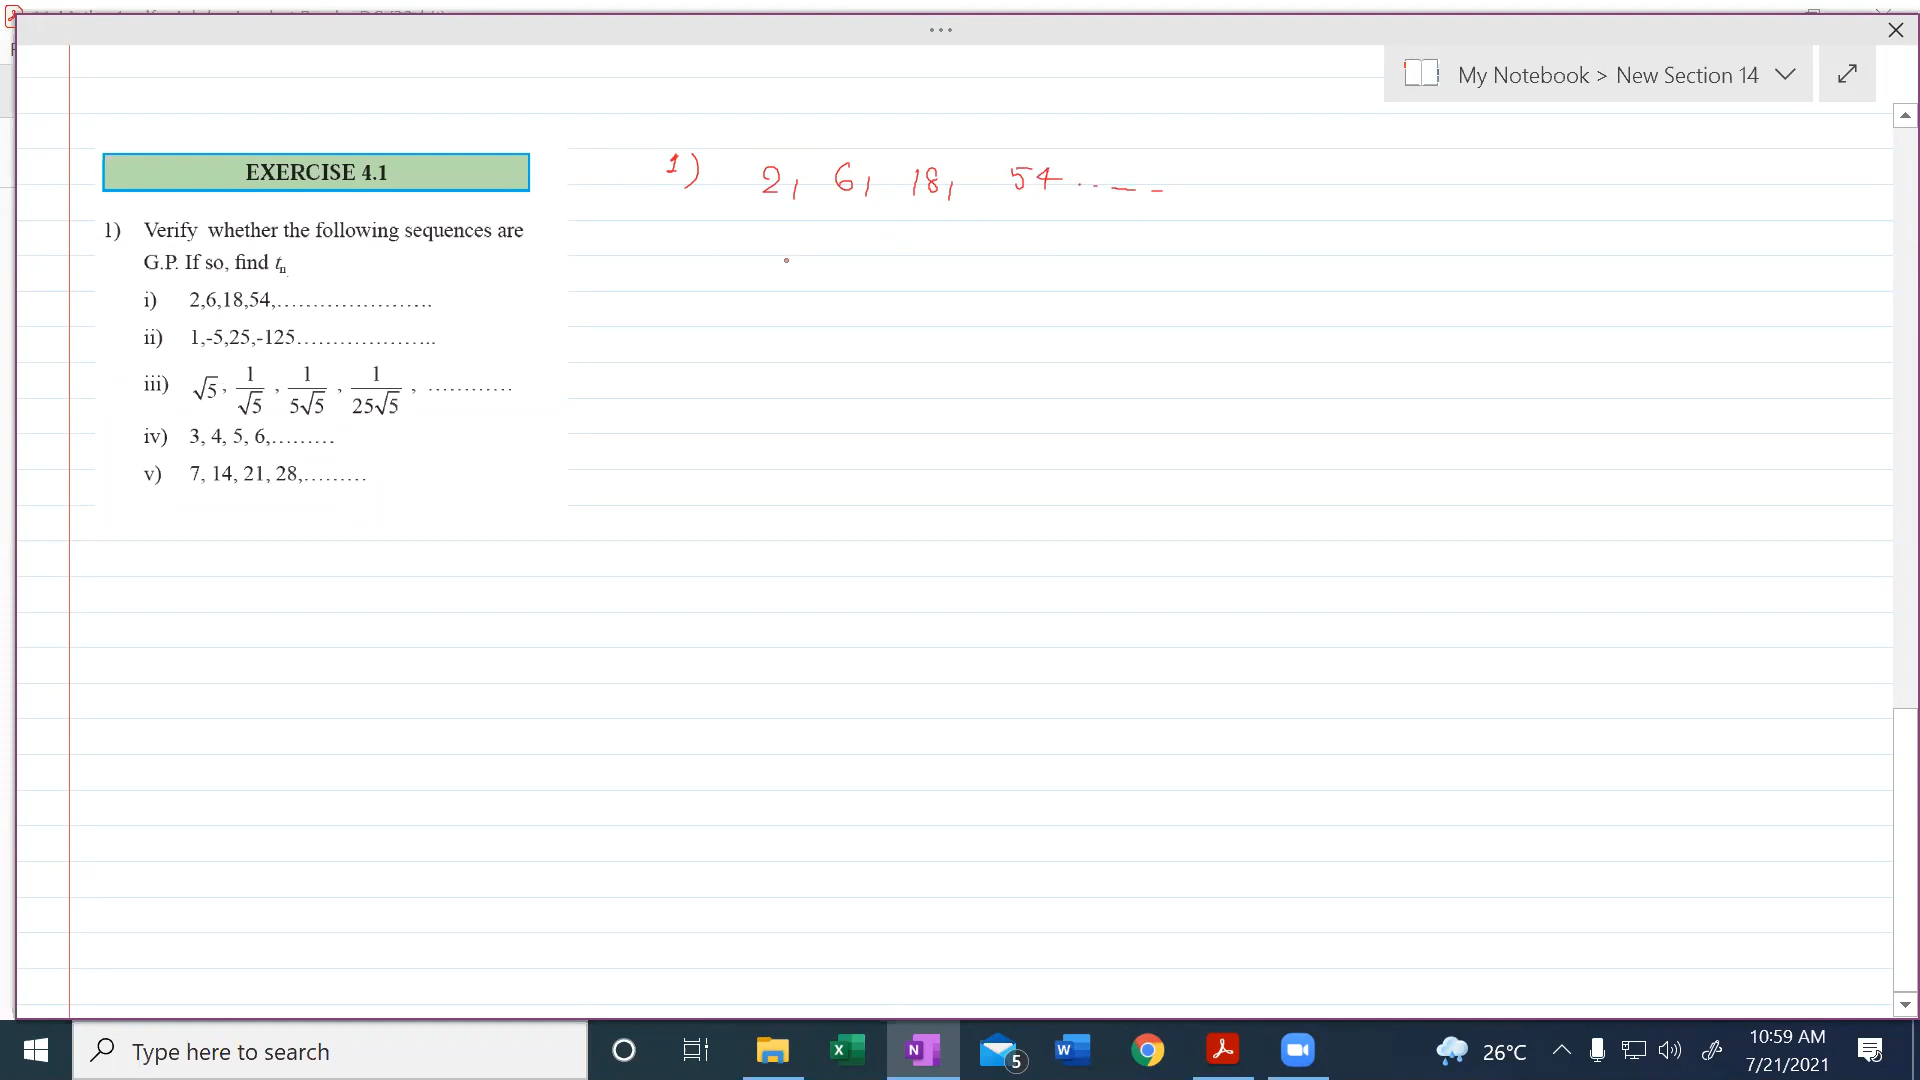 My Notebook > New Section 14
EXERCISE 4.1
1) Verify whether the following sequences are
G.P. If so, find tn
i) 2,6,18,54,......................
ii) 1,-5,25,-125...................
iii) √5, 1/√5, 1/5√5, 1/25√5, ............
iv) 3, 4, 5, 6,.........
v) 7, 14, 21, 28,.........
1) 2, 6, 18, 54 ..__
Type here to search
5
26°C
10:59 AM
7/21/2021